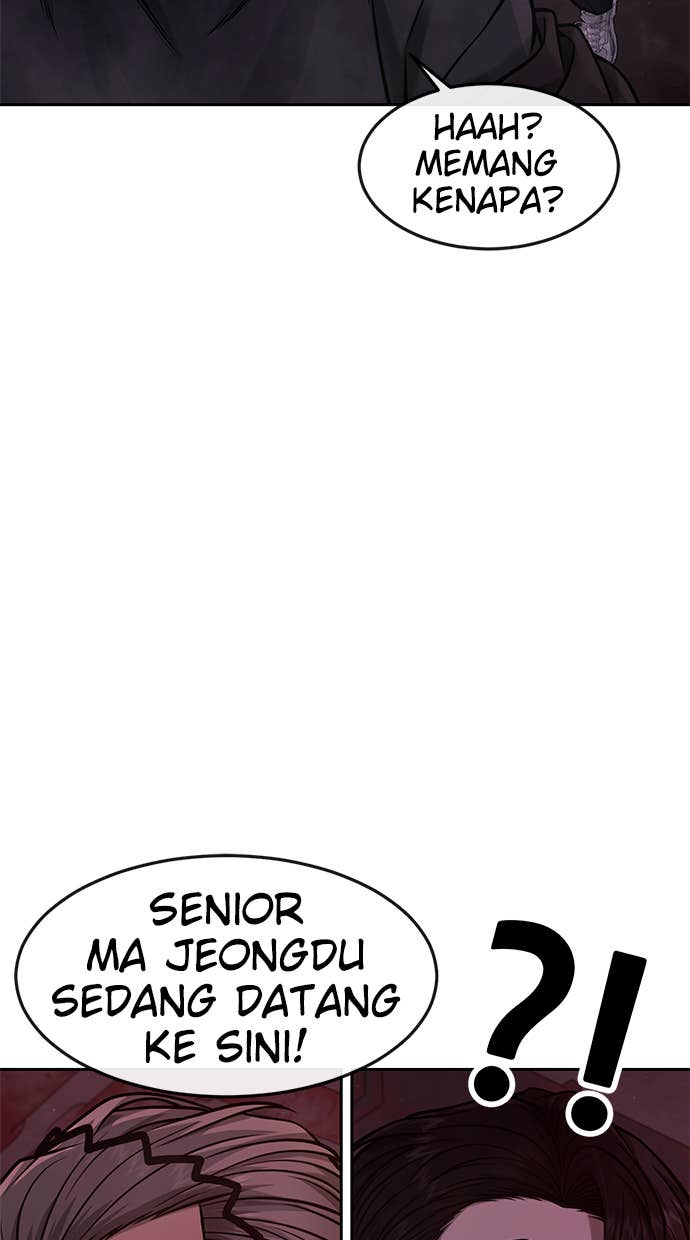 HAAH?
MEMANG
KENAPA?
SENIOR
MA JEONGDU
SEDANG DATANG
KE SINI!
?!